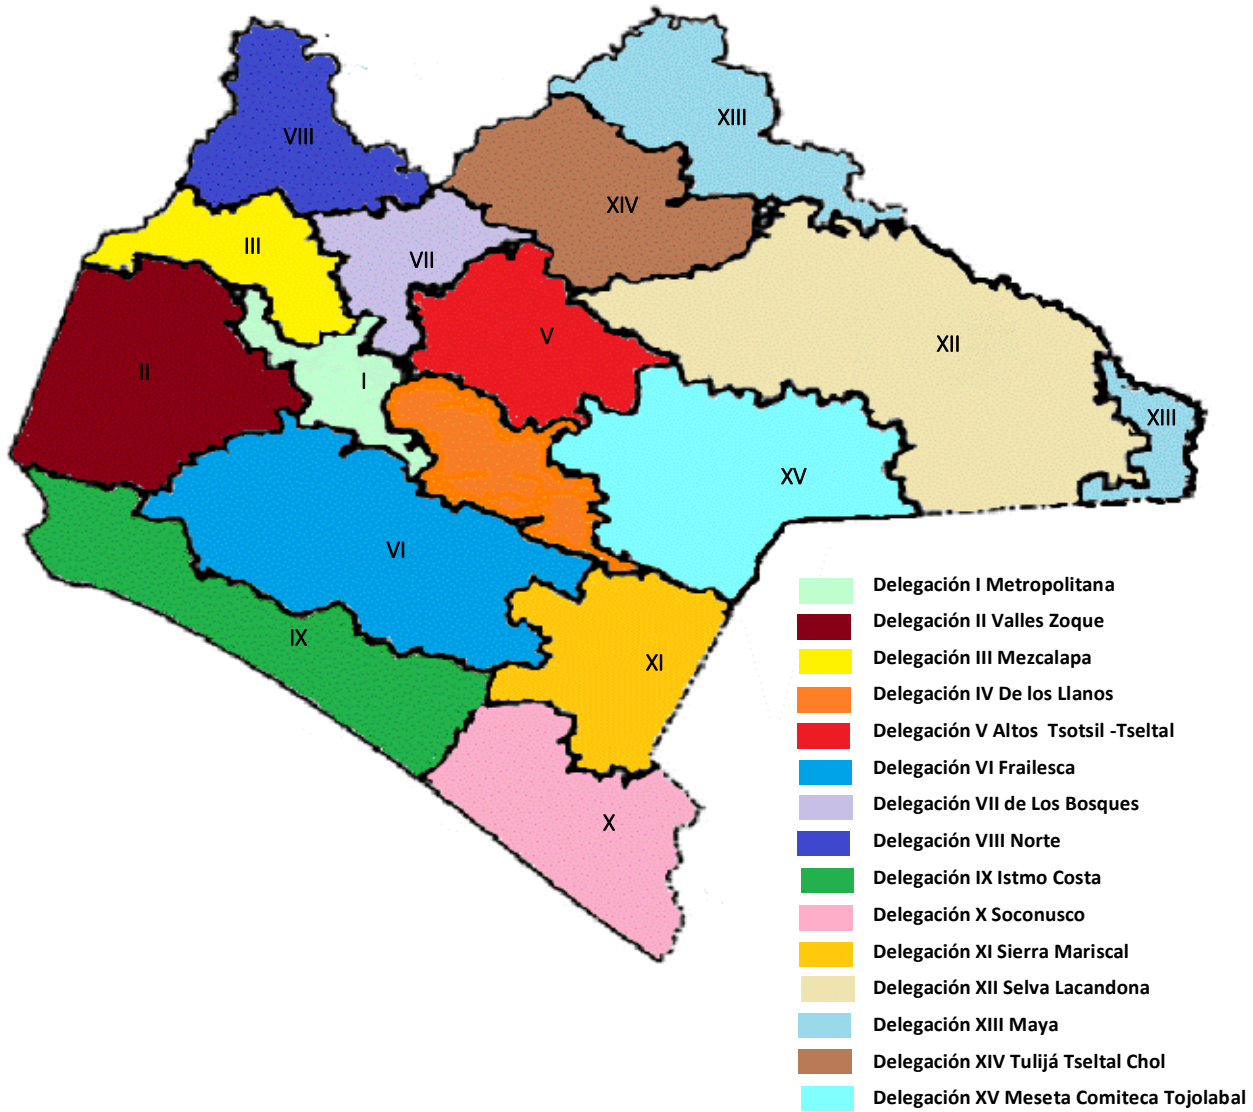 VIII
XIII
XIV
III
VII
V
XII
II
I
XIII
XV
VI
IX
XI
X
Delegación I Metropolitana
Delegación II Valles Zoque
Delegación III Mezcalapa
Delegación IV De los Llanos
Delegación V Altos  Tsotsil -Tseltal
Delegación VI Frailesca
Delegación VII de Los Bosques
Delegación VIII Norte
Delegación IX Istmo Costa
Delegación X Soconusco
Delegación XI Sierra Mariscal
Delegación XII Selva Lacandona
Delegación XIII Maya
Delegación XIV Tulijá Tseltal Chol
Delegación XV Meseta Comiteca Tojolabal